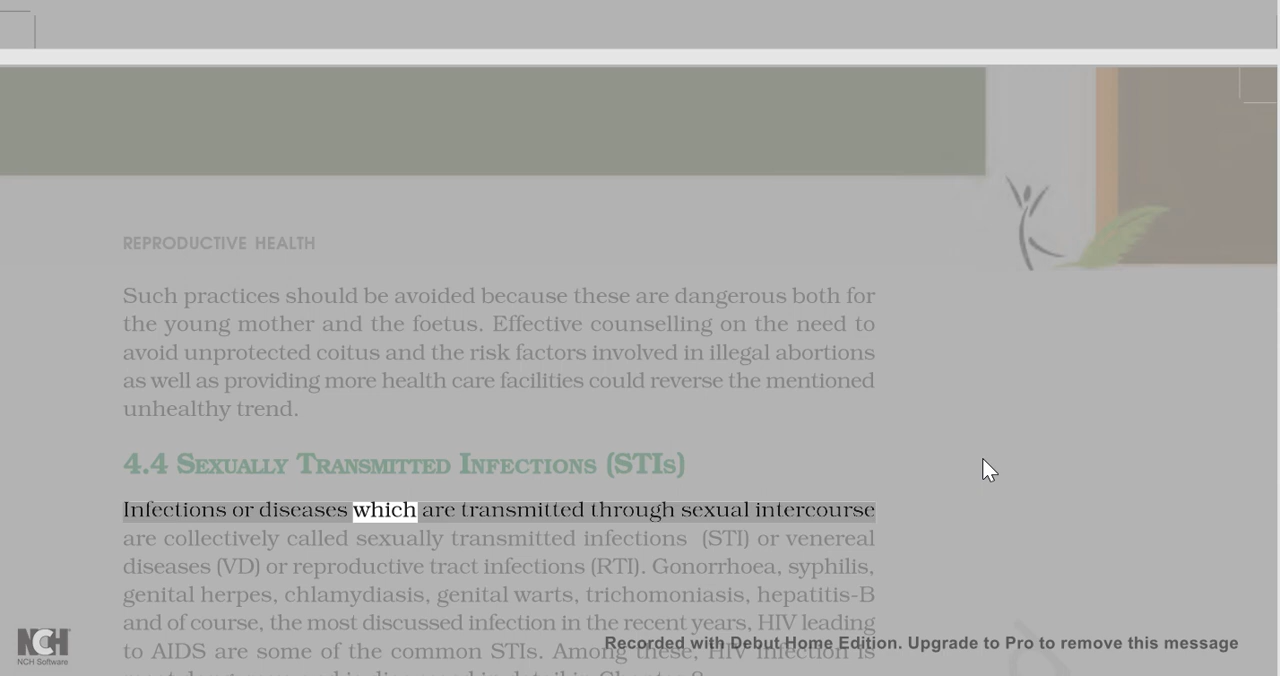 REPRODUCTIVE HEALTH
Such practices should be avoided because these are dangerous both for
the young mother and the foetus. Effective counselling on the need to
avoid unprotected coitus and the risk factors involved in illegal abortions
as well as providing more health care facilities could reverse the mentioned
unhealthy trend.
4.4 SEXUALLY TRANSMITTED INFECTIONS (STIs)
Infections or diseases which are transmitted through sexual intercourse
are collectively called sexually transmitted infections (STI) or venereal
diseases (VD) or reproductive tract infections (RTI). Gonorrhoea, syphilis,
genital herpes, chlamydiasis, genital warts, trichomoniasis, hepatitis-B
and of course, the most discussed infection in the recent years, HIV leading
to AIDS are some of the common STIs. Among these, HIV infection is
Recorded with Debut Home Edition. Upgrade to Pro to remove this message
NCH
NCH Software